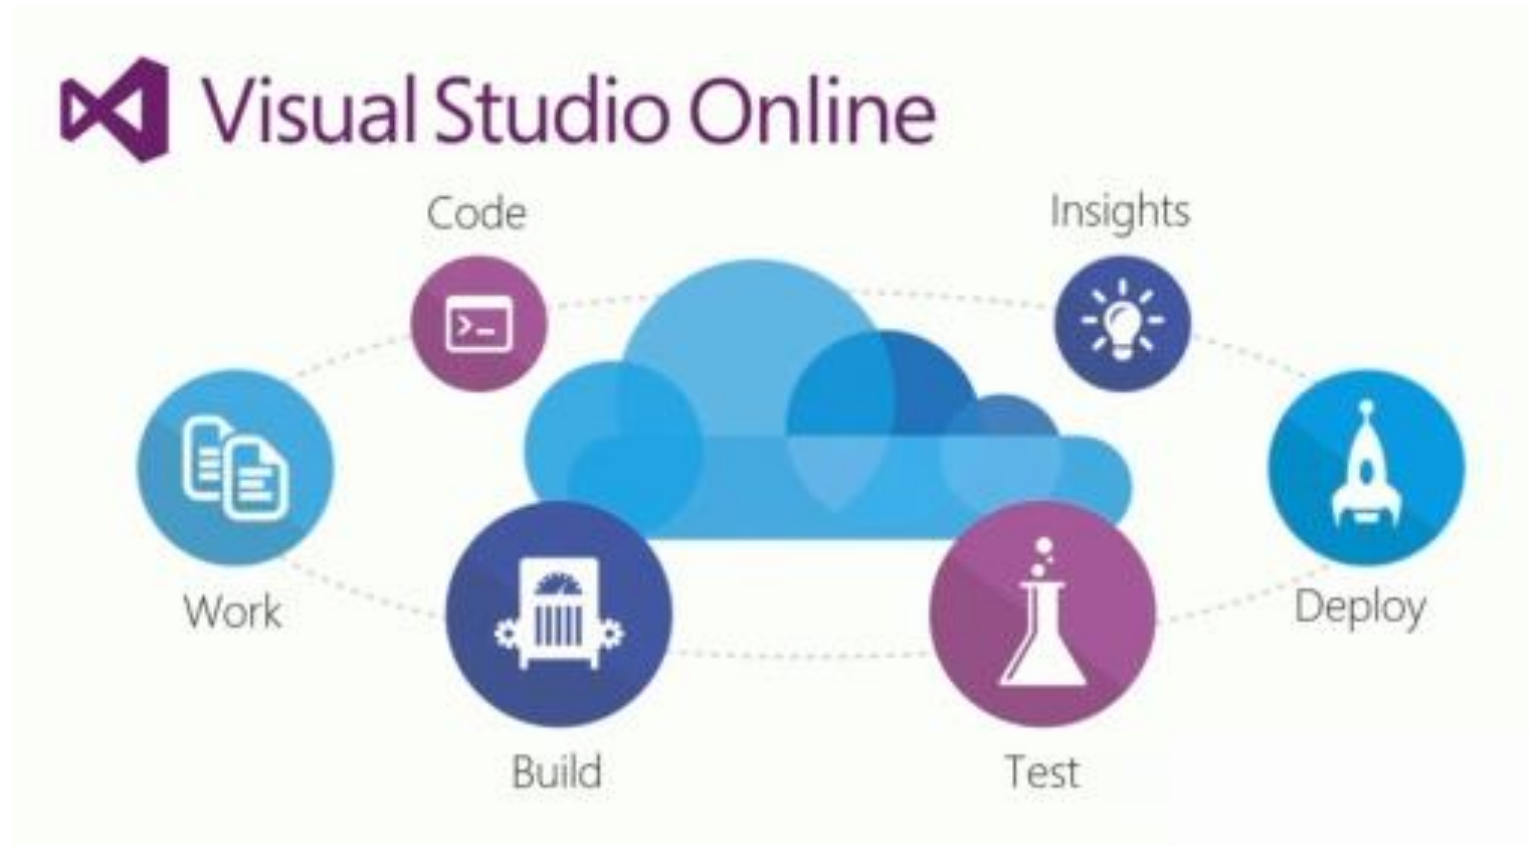 Visual Studio Online
Code
Insights
Work
Deploy
Build
Test